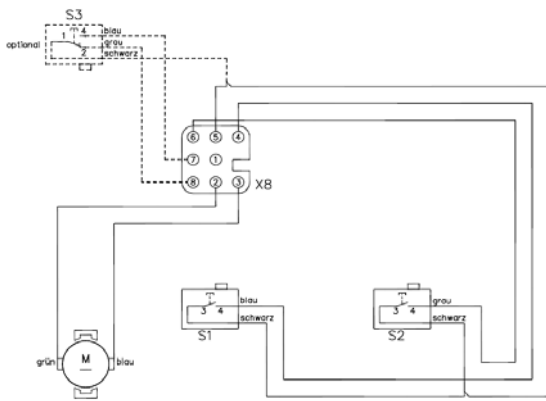 S3
4 blau
1 grau
optional
2 schwarz
6 5 4
7 1
8 2 3 X8
blau grau
3 4 3 4
schwarz schwarz
S1 S2
grün M blau